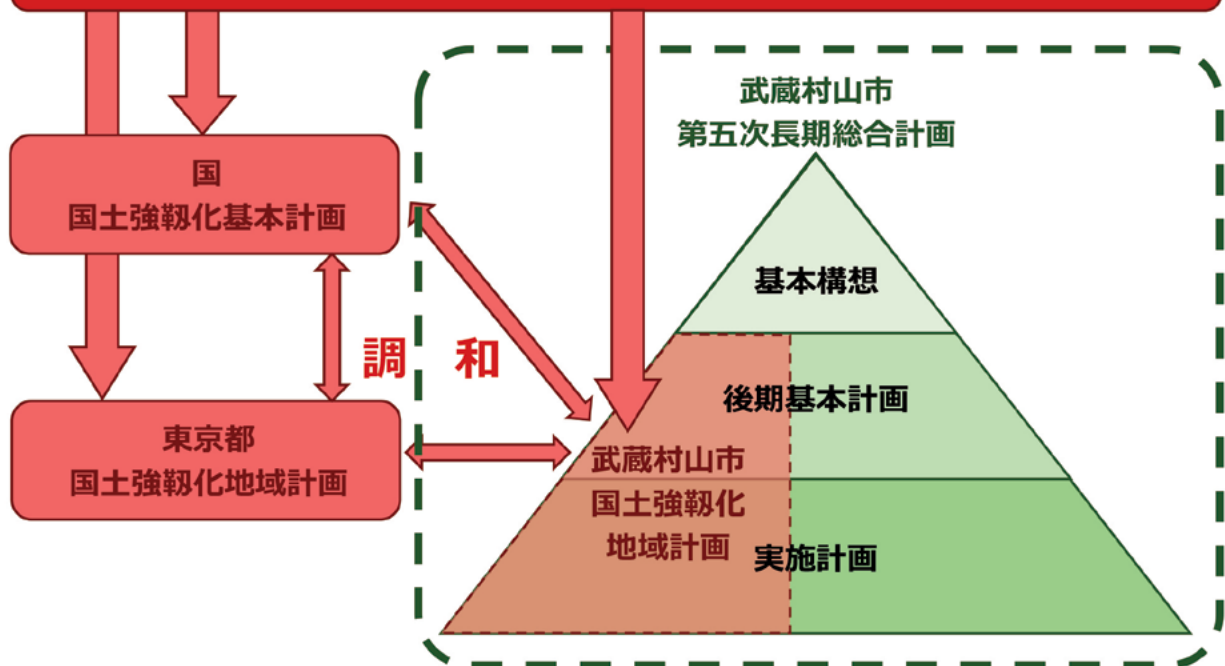 武蔵村山市
第五次長期総合計画
国
国土強靱化基本計画
基本構想
調 和
後期基本計画
東京都
国土強靱化地域計画
武蔵村山市
国土強靱化
地域計画
実施計画